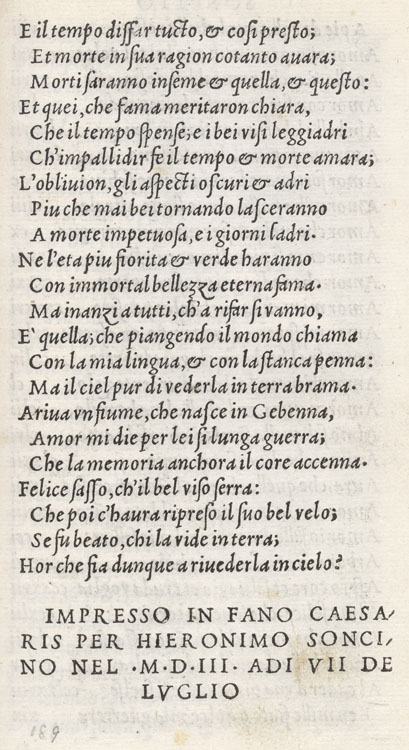 E il tempo disfar tucto, & cosi presto;
Et morte in sua ragion cotanto auara;
Morti saranno inseme & quella, & questo:
Et quei, che fama meritaron chiara,
Che il tempo spense; e i bei visi leggiadri
Ch'impallidir fe il tempo & morte amara;
L'obliuion, gli aspecti oscuri & adri
Piu che mai bei tornando lasceranno
A morte impetuosa, e i giorni ladri.
Ne l'eta piu fiorita & verde haranno
Con immortal bellezza eterna fama.
Ma inanzi a tutti, ch'a rifar si vanno,
E' quella; che piangendo il mondo chiama
Con la mia lingua, & con la stanca penna:
Ma il ciel pur di vederla in terra brama.
A riua vn fiume, che nasce in Gebenna,
Amor mi die per lei si lunga guerra;
Che la memoria anchora il core accenna.
Felice sasso, ch'il bel viso serra:
Che poi c'haura ripreso il suo bel velo;
Se fu beato, chi la vide in terra;
Hor che fia dunque a riuederla in cielo?
IMPRESSO IN FANO CAESA-
RIS PER HIERONIMO SONCI-
NO NEL ·M·D·III· ADI VII DE
LVGLIO
189